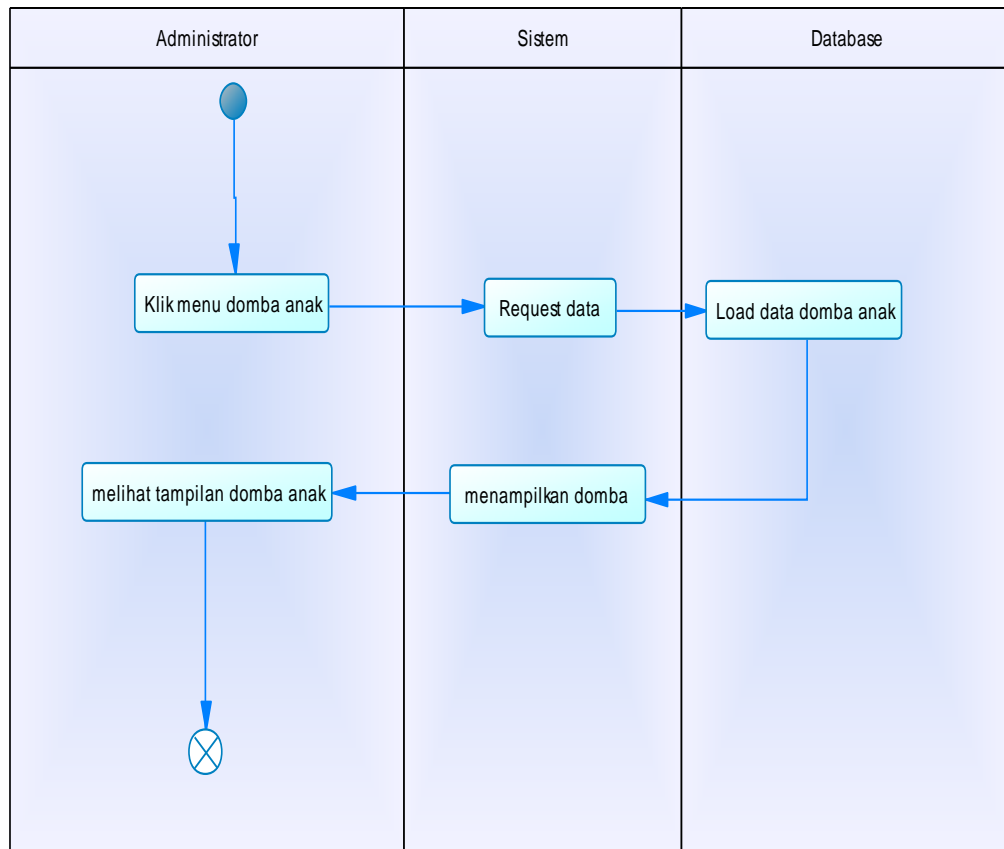 Administrator
Sistem
Database
Klik menu domba anak
Request data
Load data domba anak
melihat tampilan domba anak
menampilkan domba